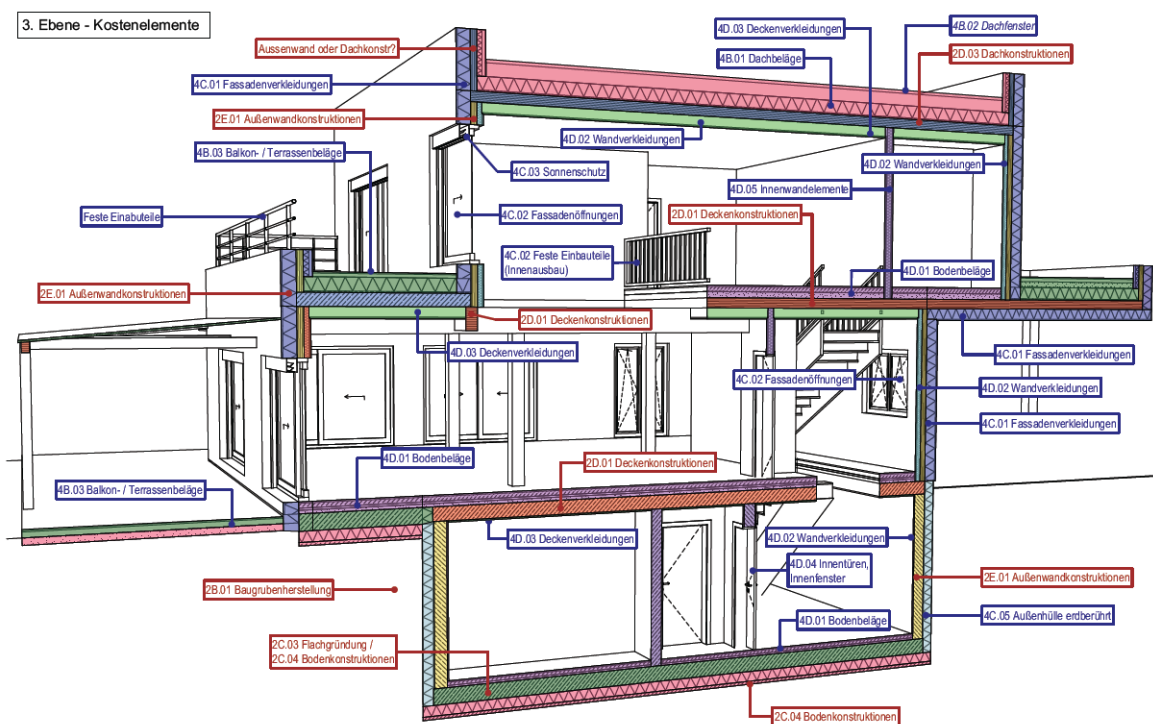 3. Ebene - Kostenelemente
4D.03 Deckenverkleidungen
4B.02 Dachfenster
Aussenwand oder Dachkonstr?
4B.01 Dachbeläge
2D.03 Dachkonstruktionen
4C.01 Fassadenverkleidungen
2E.01 Außenwandkonstruktionen
4D.02 Wandverkleidungen
4B.03 Balkon- / Terrassenbeläge
4C.03 Sonnenschutz
4D.02 Wandverkleidungen
4D.05 Innenwandelemente
Feste Einabuteile
4C.02 Fassadenöffnungen
2D.01 Deckenkonstruktionen
4C.02 Feste Einbauteile
(Innenausbau)
4D.01 Bodenbeläge
2E.01 Außenwandkonstruktionen
2D.01 Deckenkonstruktionen
4D.03 Deckenverkleidungen
4C.01 Fassadenverkleidungen
4C.02 Fassadenöffnungen
4D.02 Wandverkleidungen
4C.01 Fassadenverkleidungen
4D.01 Bodenbeläge
2D.01 Deckenkonstruktionen
4B.03 Balkon- / Terrassenbeläge
4D.03 Deckenverkleidungen
4D.02 Wandverkleidungen
4D.04 Innentüren,
Innenfenster
2B.01 Baugrubenherstellung
2E.01 Außenwandkonstruktionen
4D.01 Bodenbeläge
4C.05 Außenhülle erdberührt
2C.03 Flachgründung /
2C.04 Bodenkonstruktionen
2C.04 Bodenkonstruktionen